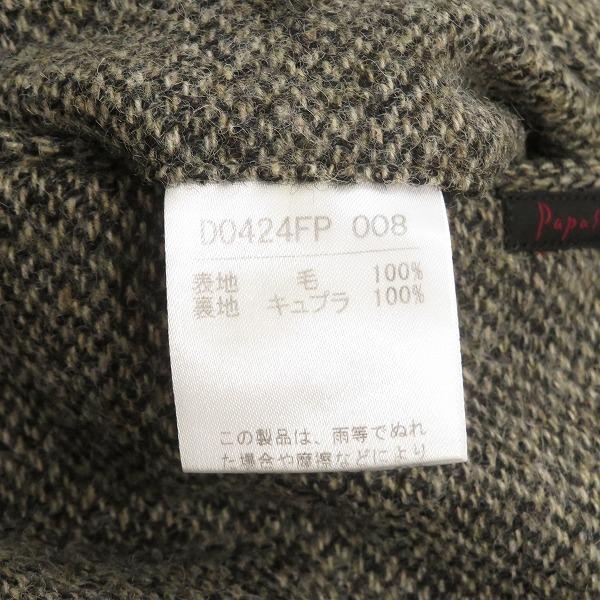 D0424FP 008
表地 毛 100%
裏地 キュプラ 100%
この製品は、雨等でぬれ
た場合や摩擦などにより